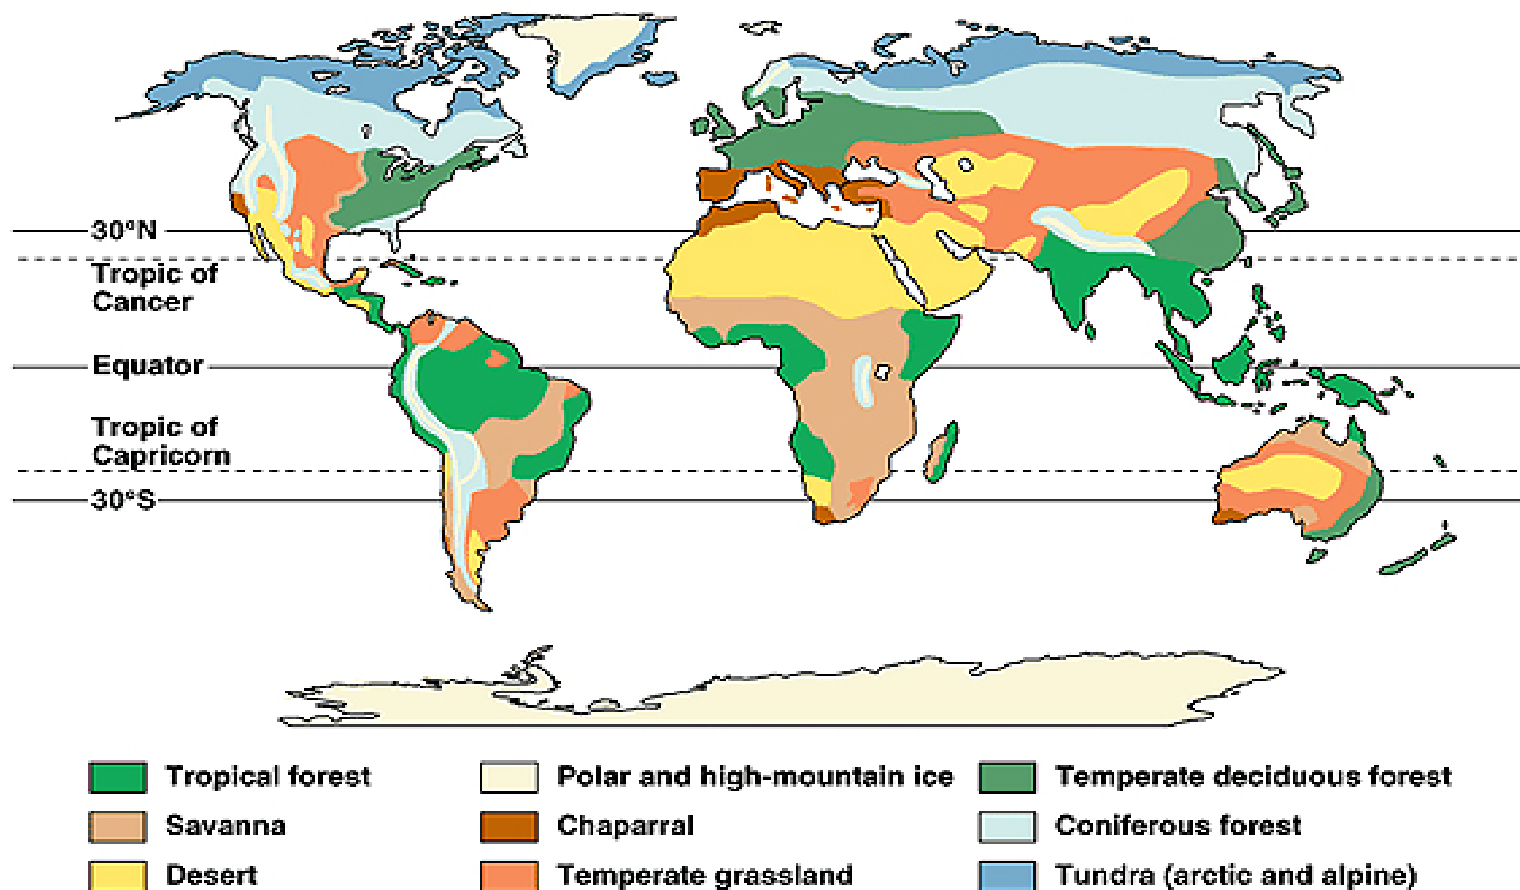 30°N
Tropic of
Cancer
Equator
Tropic of
Capricorn
30°S
Tropical forest
Polar and high-mountain ice
Temperate deciduous forest
Savanna
Chaparral
Coniferous forest
Desert
Temperate grassland
Tundra (arctic and alpine)